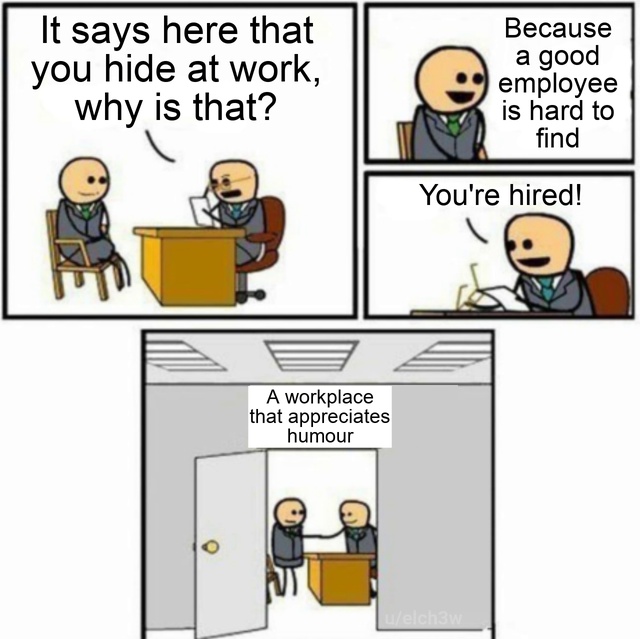 It says here that
you hide at work,
why is that?
Because
a good
employee
is hard to
find
You're hired!
A workplace
that appreciates
humour
u/elch3w